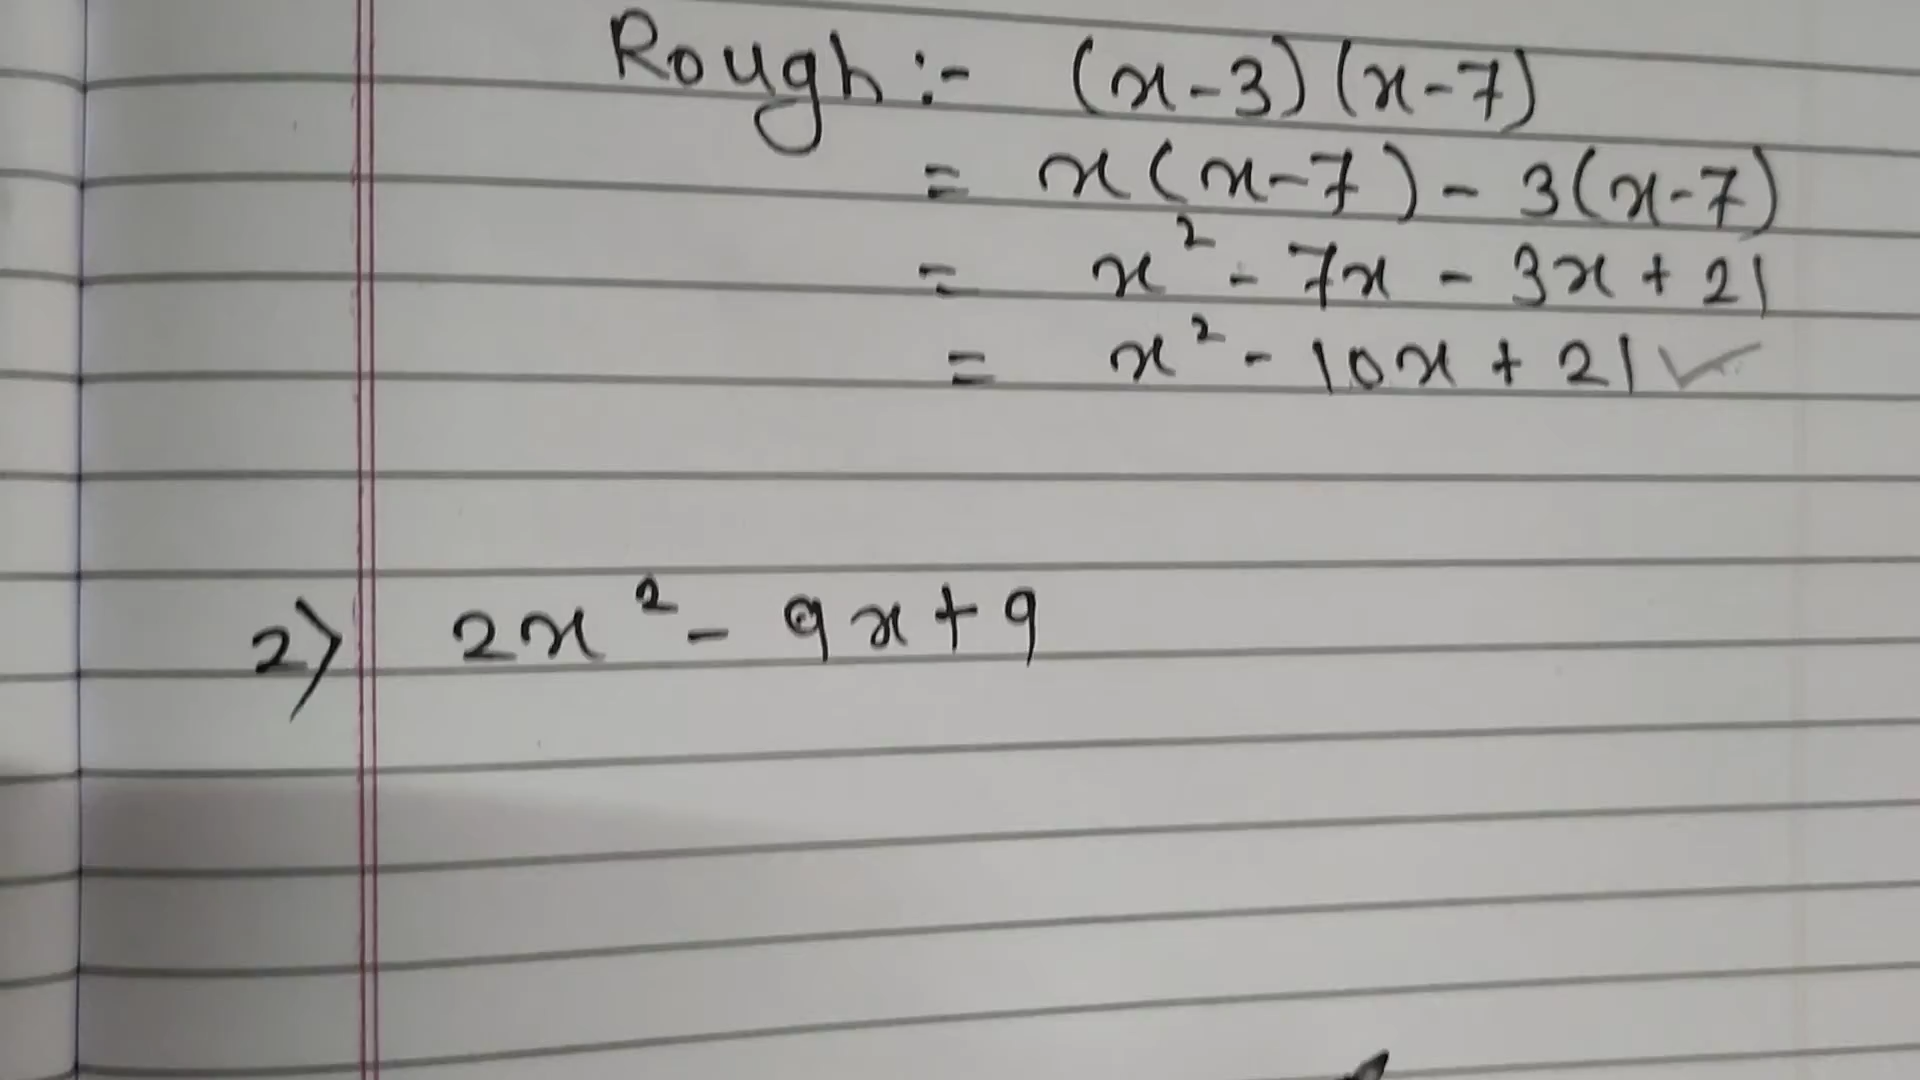 Rough :- (x-3)(x-7)
= x(x-7) - 3(x-7)
= x² - 7x - 3x + 21
= x² - 10x + 21 ✓
2) 2x² - 9x + 9